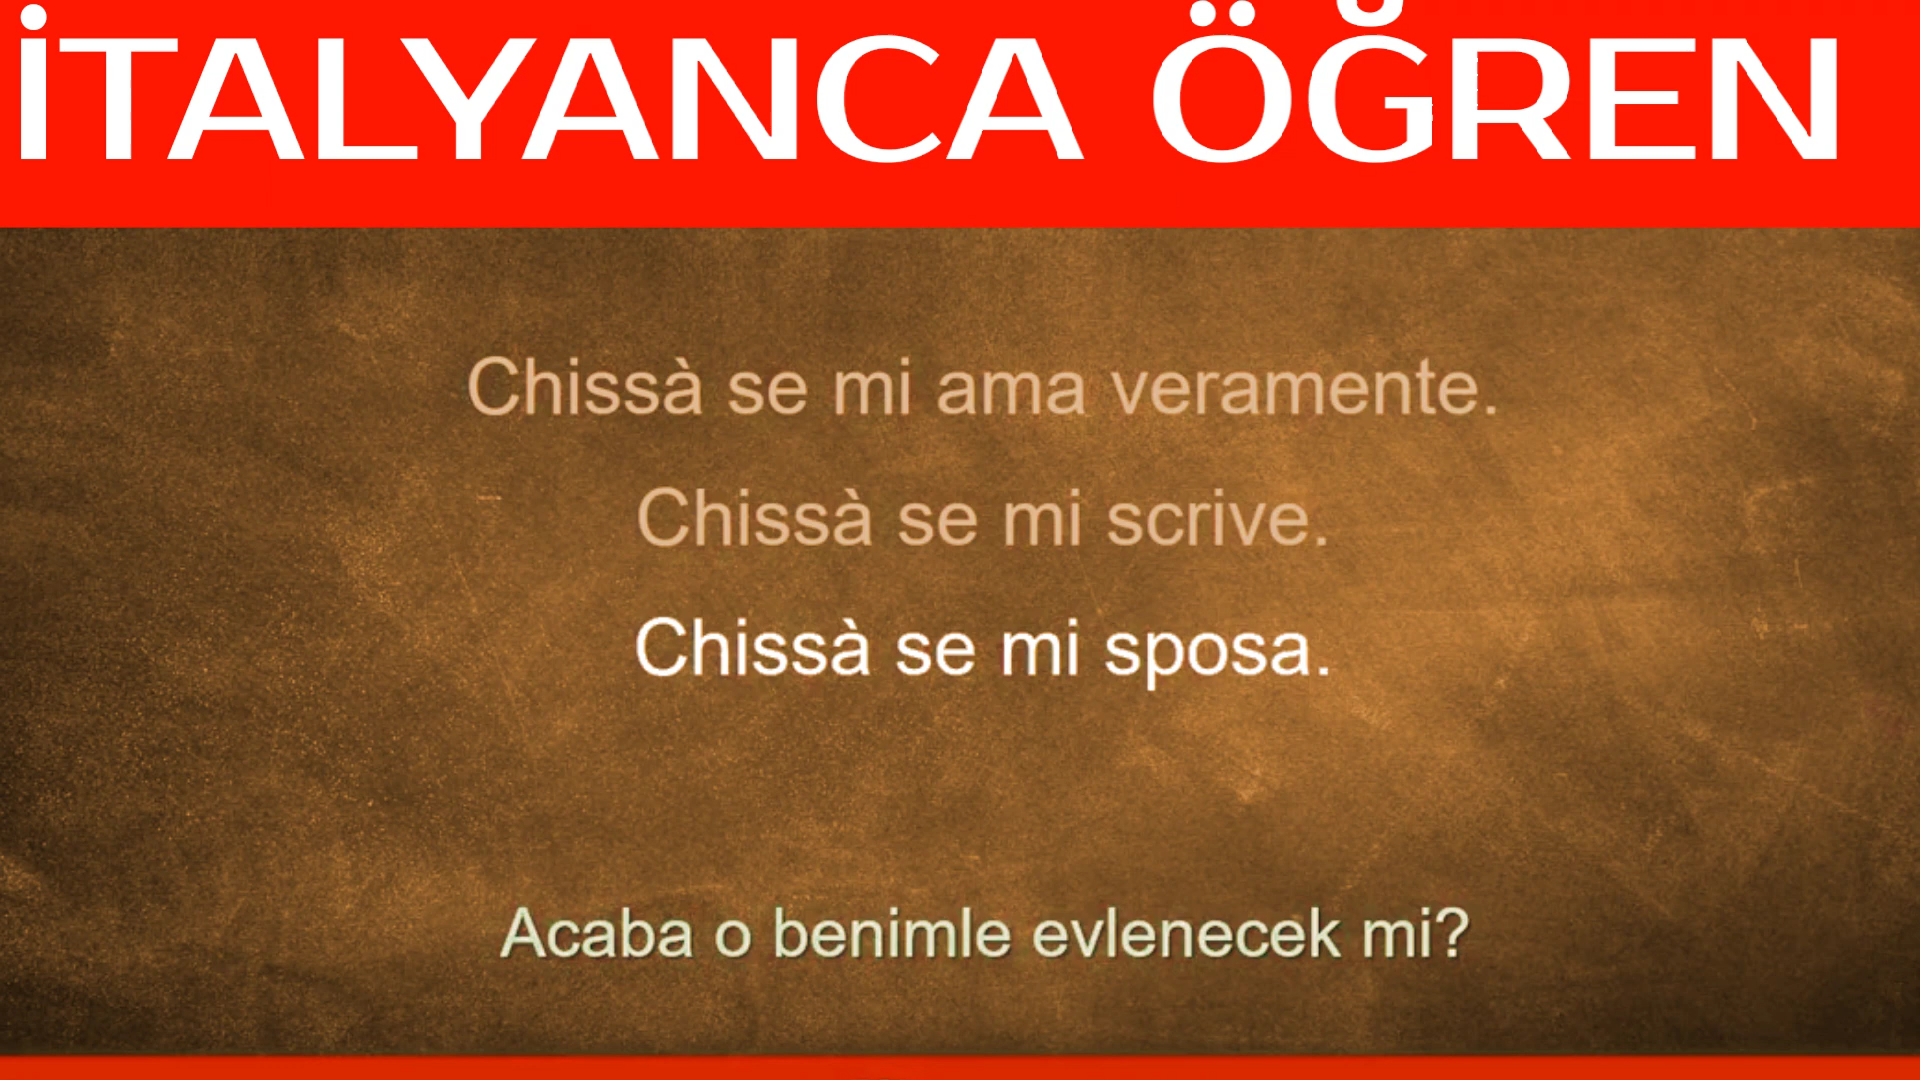 İTALYANCA ÖĞREN
Chissà se mi ama veramente.
Chissà se mi scrive.
Chissà se mi sposa.
Acaba o benimle evlenecek mi?